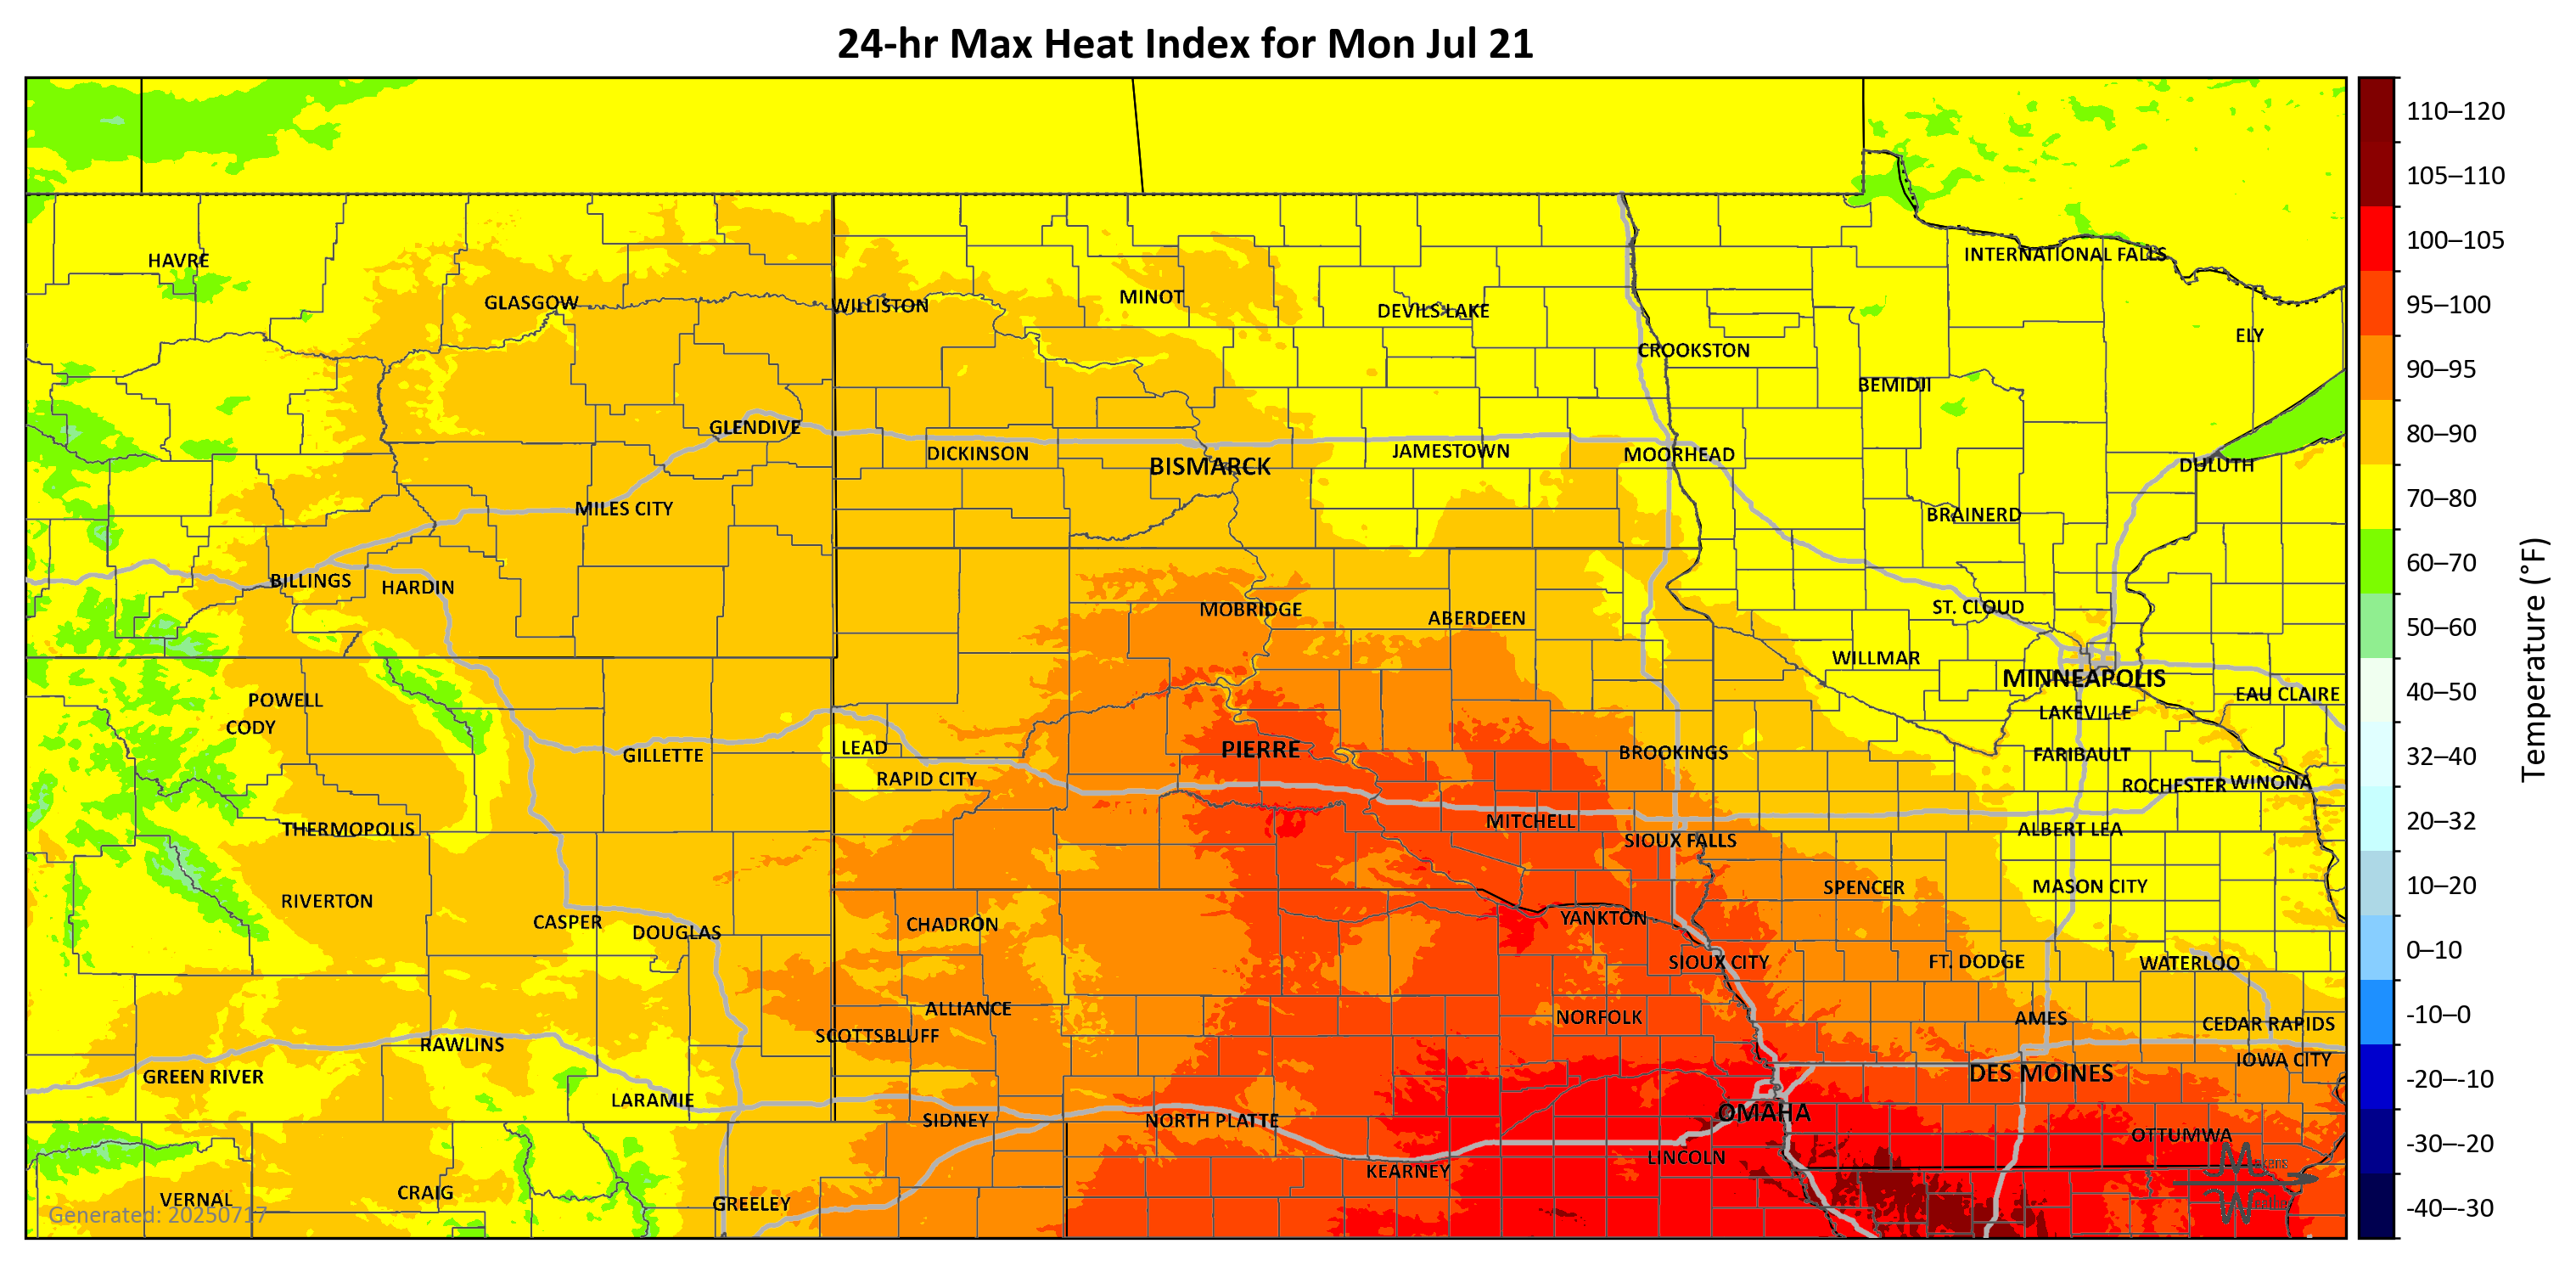 24-hr Max Heat Index for Mon Jul 21
HAVRE
GLASGOW
WILLISTON
MINOT
DEVILS LAKE
INTERNATIONAL FALLS
ELY
CROOKSTON
BEMIDJI
GLENDIVE
DICKINSON
BISMARCK
JAMESTOWN
MOORHEAD
DULUTH
MILES CITY
BRAINERD
BILLINGS
HARDIN
MOBRIDGE
ABERDEEN
ST. CLOUD
WILLMAR
MINNEAPOLIS
EAU CLAIRE
POWELL
CODY
LAKEVILLE
GILLETTE
LEAD
PIERRE
BROOKINGS
FARIBAULT
RAPID CITY
ROCHESTER
WINONA
THERMOPOLIS
MITCHELL
SIOUX FALLS
ALBERT LEA
RIVERTON
SPENCER
MASON CITY
CASPER
DOUGLAS
CHADRON
YANKTON
SIOUX CITY
FT. DODGE
WATERLOO
ALLIANCE
NORFOLK
AMES
CEDAR RAPIDS
SCOTTSBLUFF
RAWLINS
IOWA CITY
GREEN RIVER
DES MOINES
LARAMIE
SIDNEY
NORTH PLATTE
OMAHA
OTTUMWA
LINCOLN
KEARNEY
VERNAL
CRAIG
GREELEY
Generated: 20250717
110–120
105–110
100–105
95–100
90–95
80–90
70–80
60–70
50–60
40–50
32–40
20–32
10–20
0–10
-10–0
-20–-10
-30–-20
-40–-30
Temperature (°F)